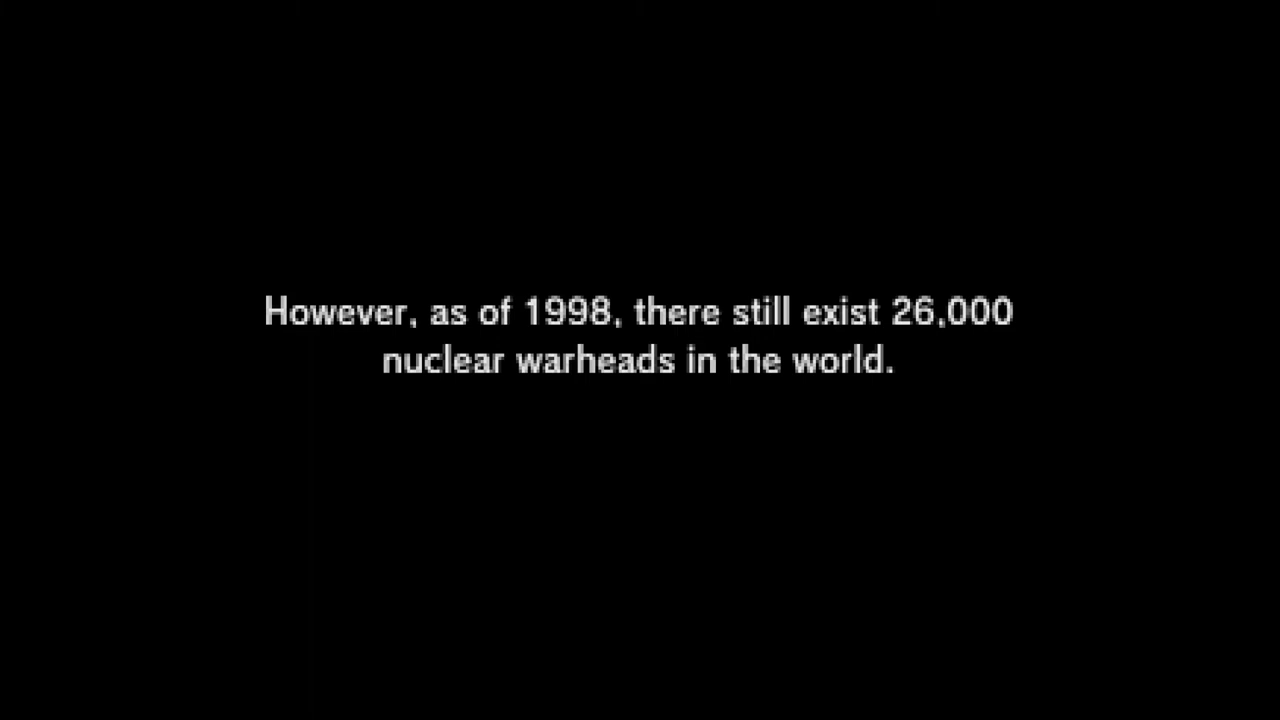 However, as of 1998, there still exist 26,000
nuclear warheads in the world.